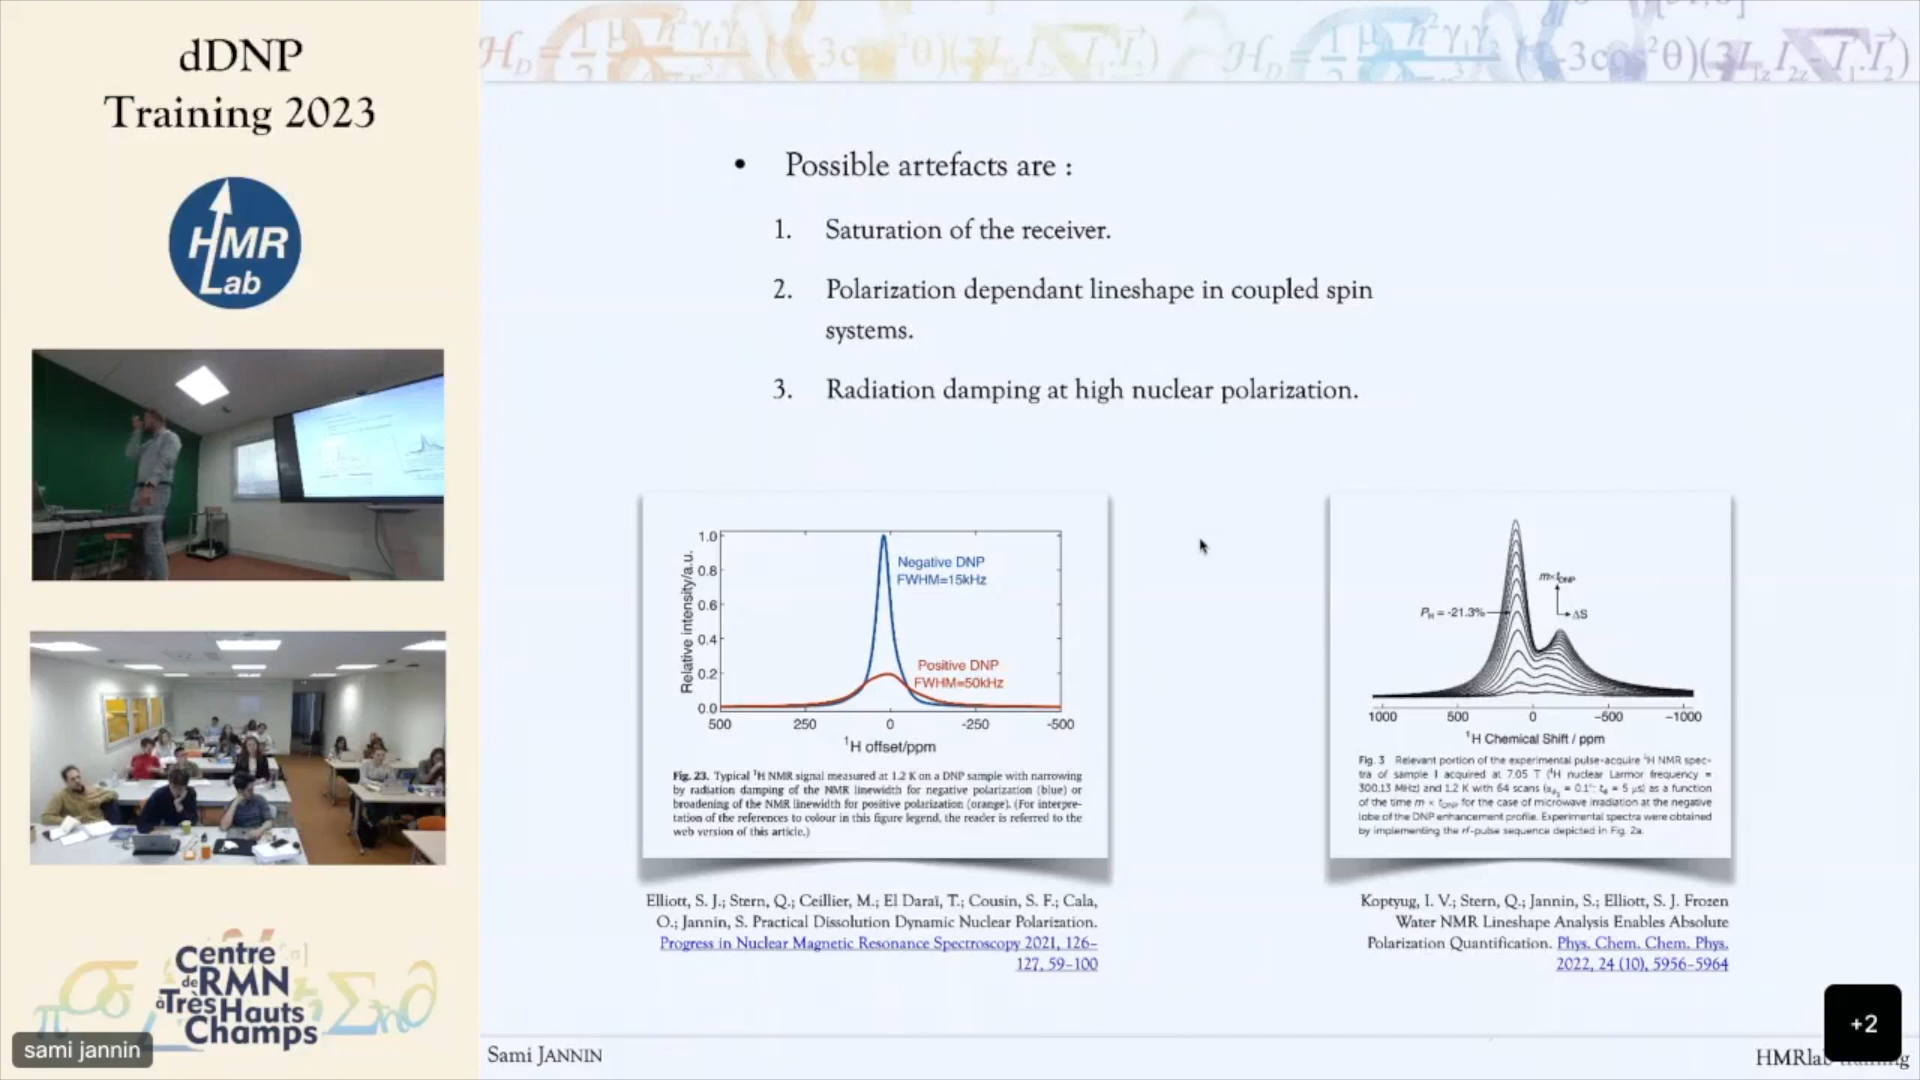 dDNP
Training 2023
HMR
Lab
Centre
de RMN
à Très Hauts
Champs
sami jannin
• Possible artefacts are :
1. Saturation of the receiver.
2. Polarization dependant lineshape in coupled spin
systems.
3. Radiation damping at high nuclear polarization.
Relative intensity/a.u.
1.0
0.8
0.6
0.4
0.2
0.0
Negative DNP
FWHM=15kHz
Positive DNP
FWHM=50kHz
500 250 0 -250 -500
¹H offset/ppm
Fig. 23. Typical ¹H NMR signal measured at 1.2 K on a DNP sample with narrowing
by radiation damping of the NMR linewidth for negative polarization (blue) or
broadening of the NMR linewidth for positive polarization (orange). (For interpre-
tation of the references to colour in this figure legend, the reader is referred to the
web version of this article.)
Elliott, S. J.; Stern, Q.; Ceillier, M.; El Daraï, T.; Cousin, S. F.; Cala,
O.; Jannin, S. Practical Dissolution Dynamic Nuclear Polarization.
Progress in Nuclear Magnetic Resonance Spectroscopy 2021, 126–
127, 59–100
m×t_DNP
P_H = -21.3%
ΔS
1000 500 0 −500 −1000
¹H Chemical Shift / ppm
Fig. 3 Relevant portion of the experimental pulse-acquire ¹H NMR spec-
tra of sample I acquired at 7.05 T (¹H nuclear Larmor frequency =
300.13 MHz) and 1.2 K with 64 scans
of the time m × t_DNP for the case of microwave irradiation at the negative
lobe of the DNP enhancement profile. Experimental spectra were obtained
by implementing the rf-pulse sequence depicted in Fig. 2a.
Koptyug, I. V.; Stern, Q.; Jannin, S.; Elliott, S. J. Frozen
Water NMR Lineshape Analysis Enables Absolute
Polarization Quantification. Phys. Chem. Chem. Phys.
2022, 24 (10), 5956–5964
+2
Sami JANNIN
HMRlab training